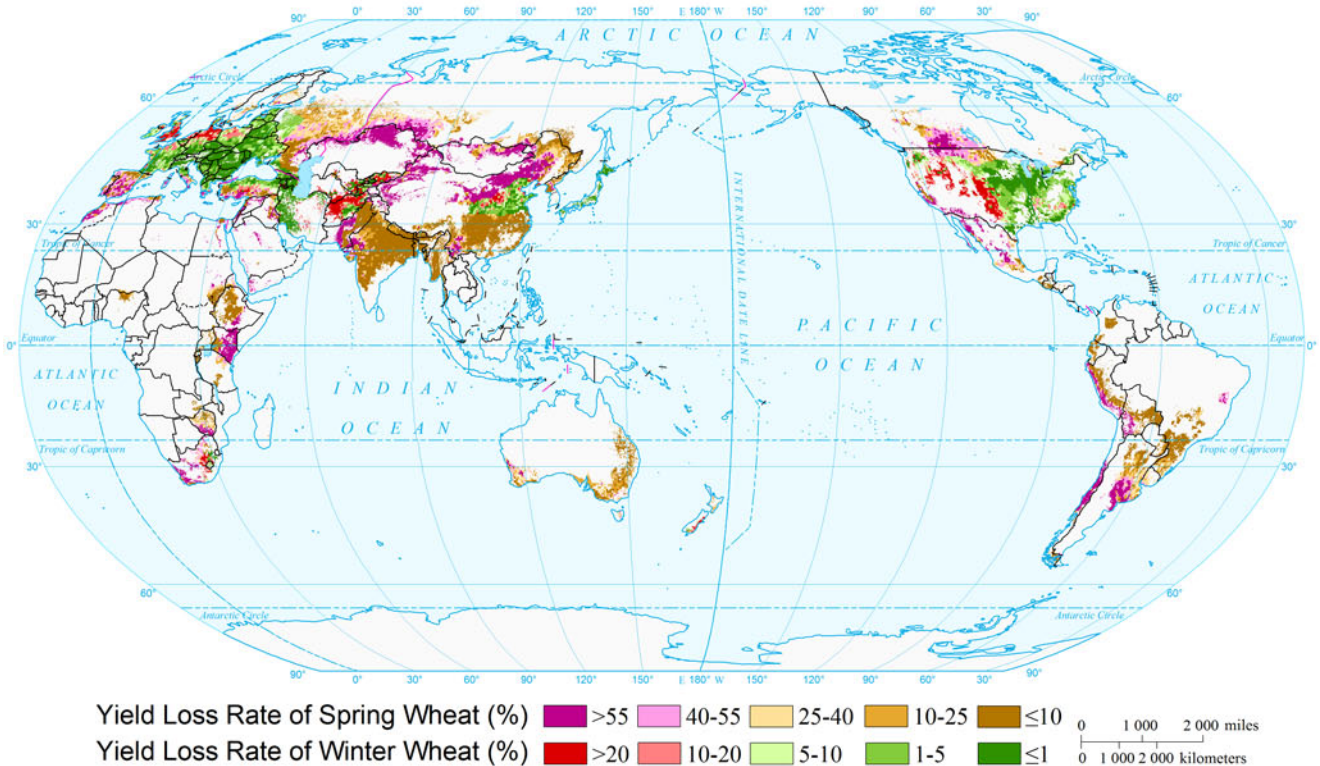 90° 30° 0° 30° 60° 90° 120° 150° E 180° W 150° 120° 90° 60° 30° 90°
ARCTIC OCEAN
Arctic Circle Arctic Circle
60° 60°
30° 30°
Tropic of Cancer Tropic of Cancer
INTERNATIONAL DATE LINE
ATLANTIC
OCEAN
PACIFIC
OCEAN
Equator Equator
0° 0°
ATLANTIC
OCEAN
INDIAN
OCEAN
Tropic of Capricorn Tropic of Capricorn
30° 30°
60° 60°
Antarctic Circle Antarctic Circle
90° 30° 0° 30° 60° 90° 120° 150° E 180° W 150° 120° 90° 60° 30° 90°
Yield Loss Rate of Spring Wheat (%) >55 40-55 25-40 10-25 ≤10
Yield Loss Rate of Winter Wheat (%) >20 10-20 5-10 1-5 ≤1
0 1 000 2 000 miles
0 1 000 2 000 kilometers